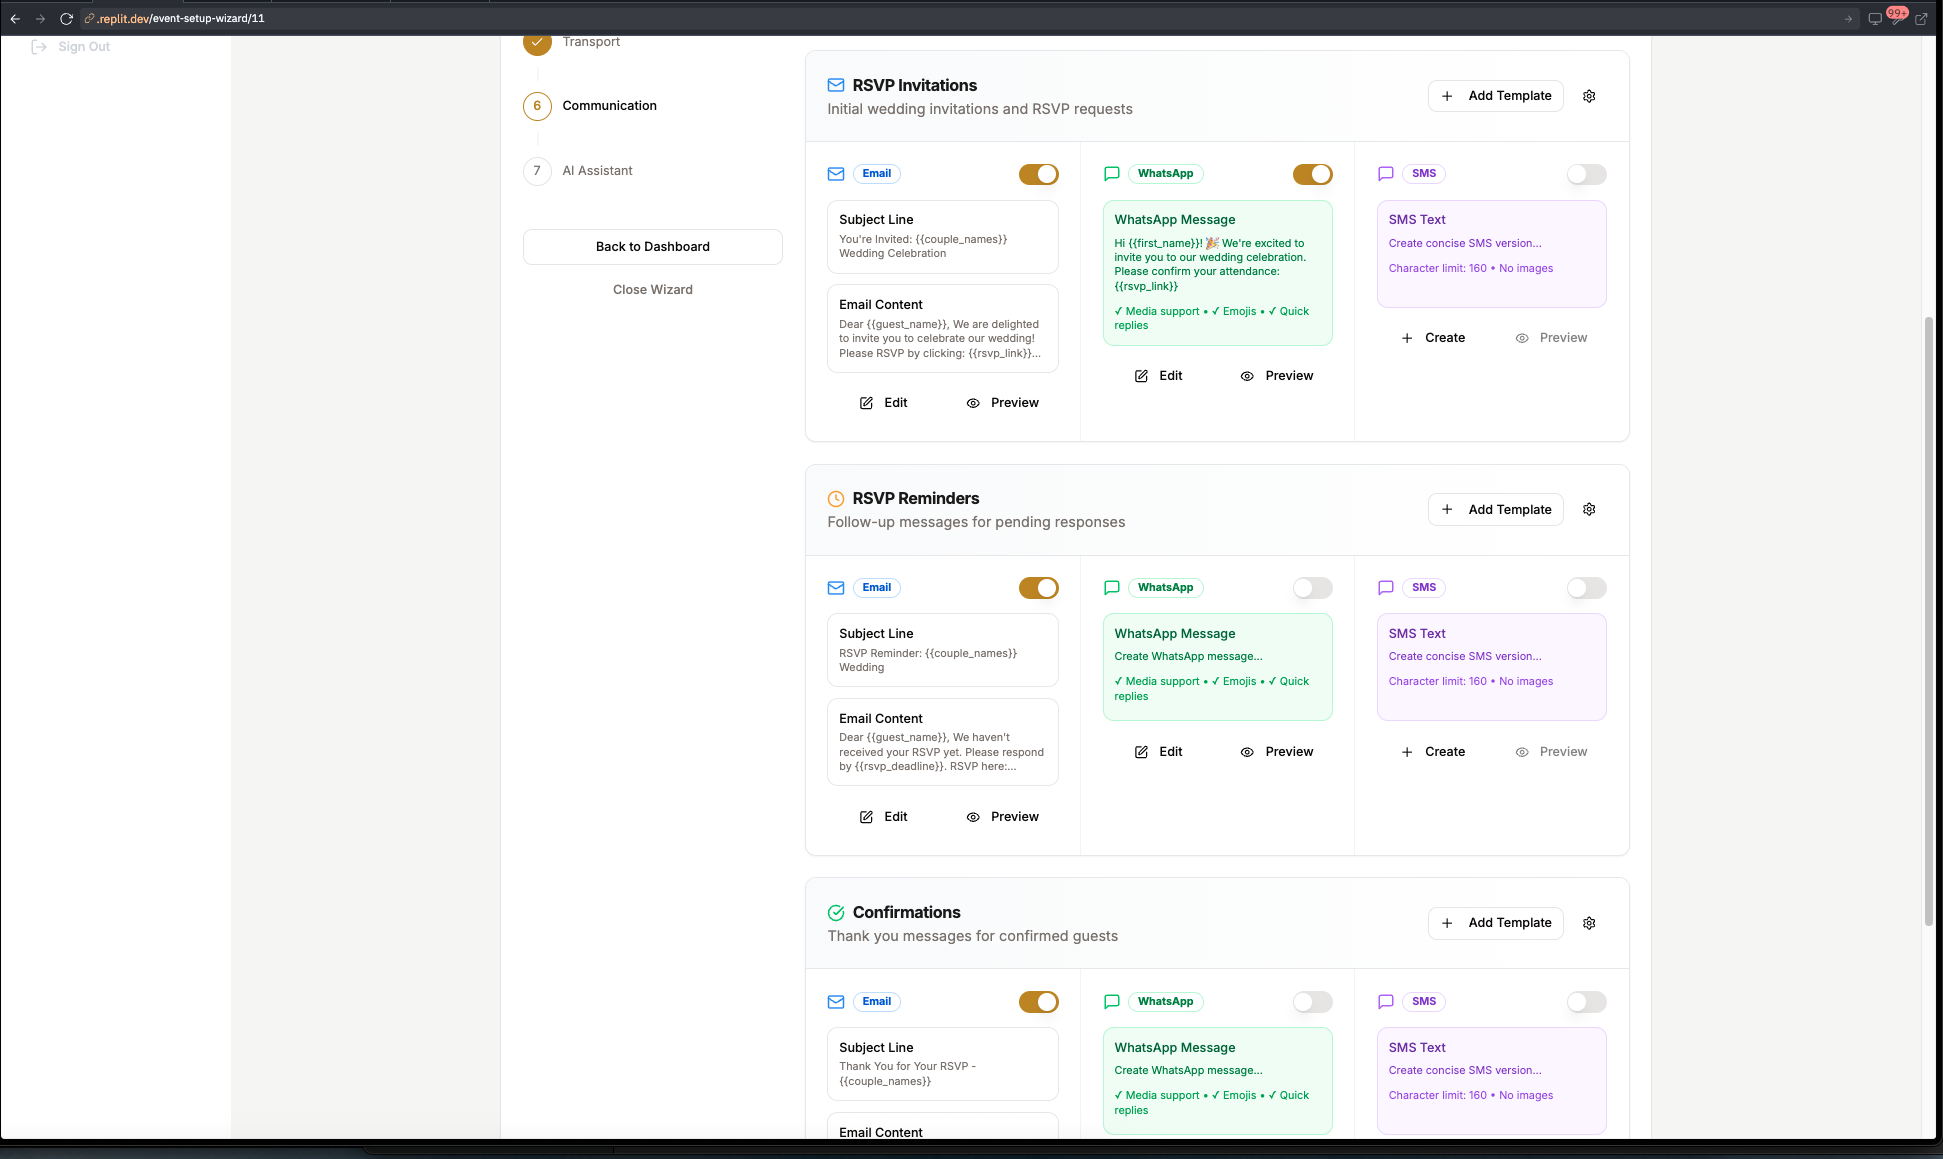 .replit.dev/event-setup-wizard/11
99+
Sign Out
Transport
6
Communication
7
AI Assistant
Back to Dashboard
Close Wizard
RSVP Invitations
Initial wedding invitations and RSVP requests
Add Template
Email
Subject Line
You're Invited: {{couple_names}}
Wedding Celebration
Email Content
Dear {{guest_name}}, We are delighted
to invite you to celebrate our wedding!
Please RSVP by clicking: {{rsvp_link}}...
Edit
Preview
WhatsApp
WhatsApp Message
Hi {{first_name}}! 🎉 We're excited to
invite you to our wedding celebration.
Please confirm your attendance:
{{rsvp_link}}
✓ Media support • ✓ Emojis • ✓ Quick
replies
Edit
Preview
SMS
SMS Text
Create concise SMS version...
Character limit: 160 • No images
Create
Preview
RSVP Reminders
Follow-up messages for pending responses
Add Template
Email
Subject Line
RSVP Reminder: {{couple_names}}
Wedding
Email Content
Dear {{guest_name}}, We haven't
received your RSVP yet. Please respond
by {{rsvp_deadline}}. RSVP here:...
Edit
Preview
WhatsApp
WhatsApp Message
Create WhatsApp message...
✓ Media support • ✓ Emojis • ✓ Quick
replies
Edit
Preview
SMS
SMS Text
Create concise SMS version...
Character limit: 160 • No images
Create
Preview
Confirmations
Thank you messages for confirmed guests
Add Template
Email
Subject Line
Thank You for Your RSVP -
{{couple_names}}
Email Content
WhatsApp
WhatsApp Message
Create WhatsApp message...
✓ Media support • ✓ Emojis • ✓ Quick
replies
SMS
SMS Text
Create concise SMS version...
Character limit: 160 • No images